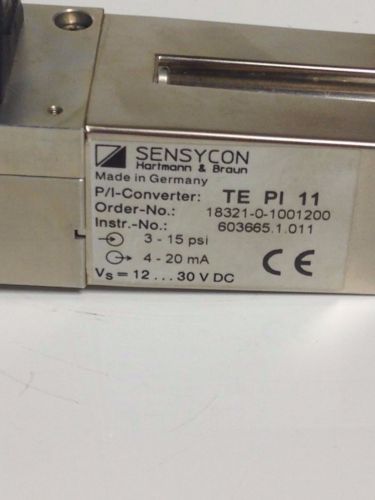 SENSYCON
Hartmann & Braun
Made in Germany
P/I-Converter: TE PI 11
Order-No.: 18321-0-1001200
Instr.-No.: 603665.1.011
3 - 15 psi
4 - 20 mA
Vs = 12 ... 30 V DC
CE